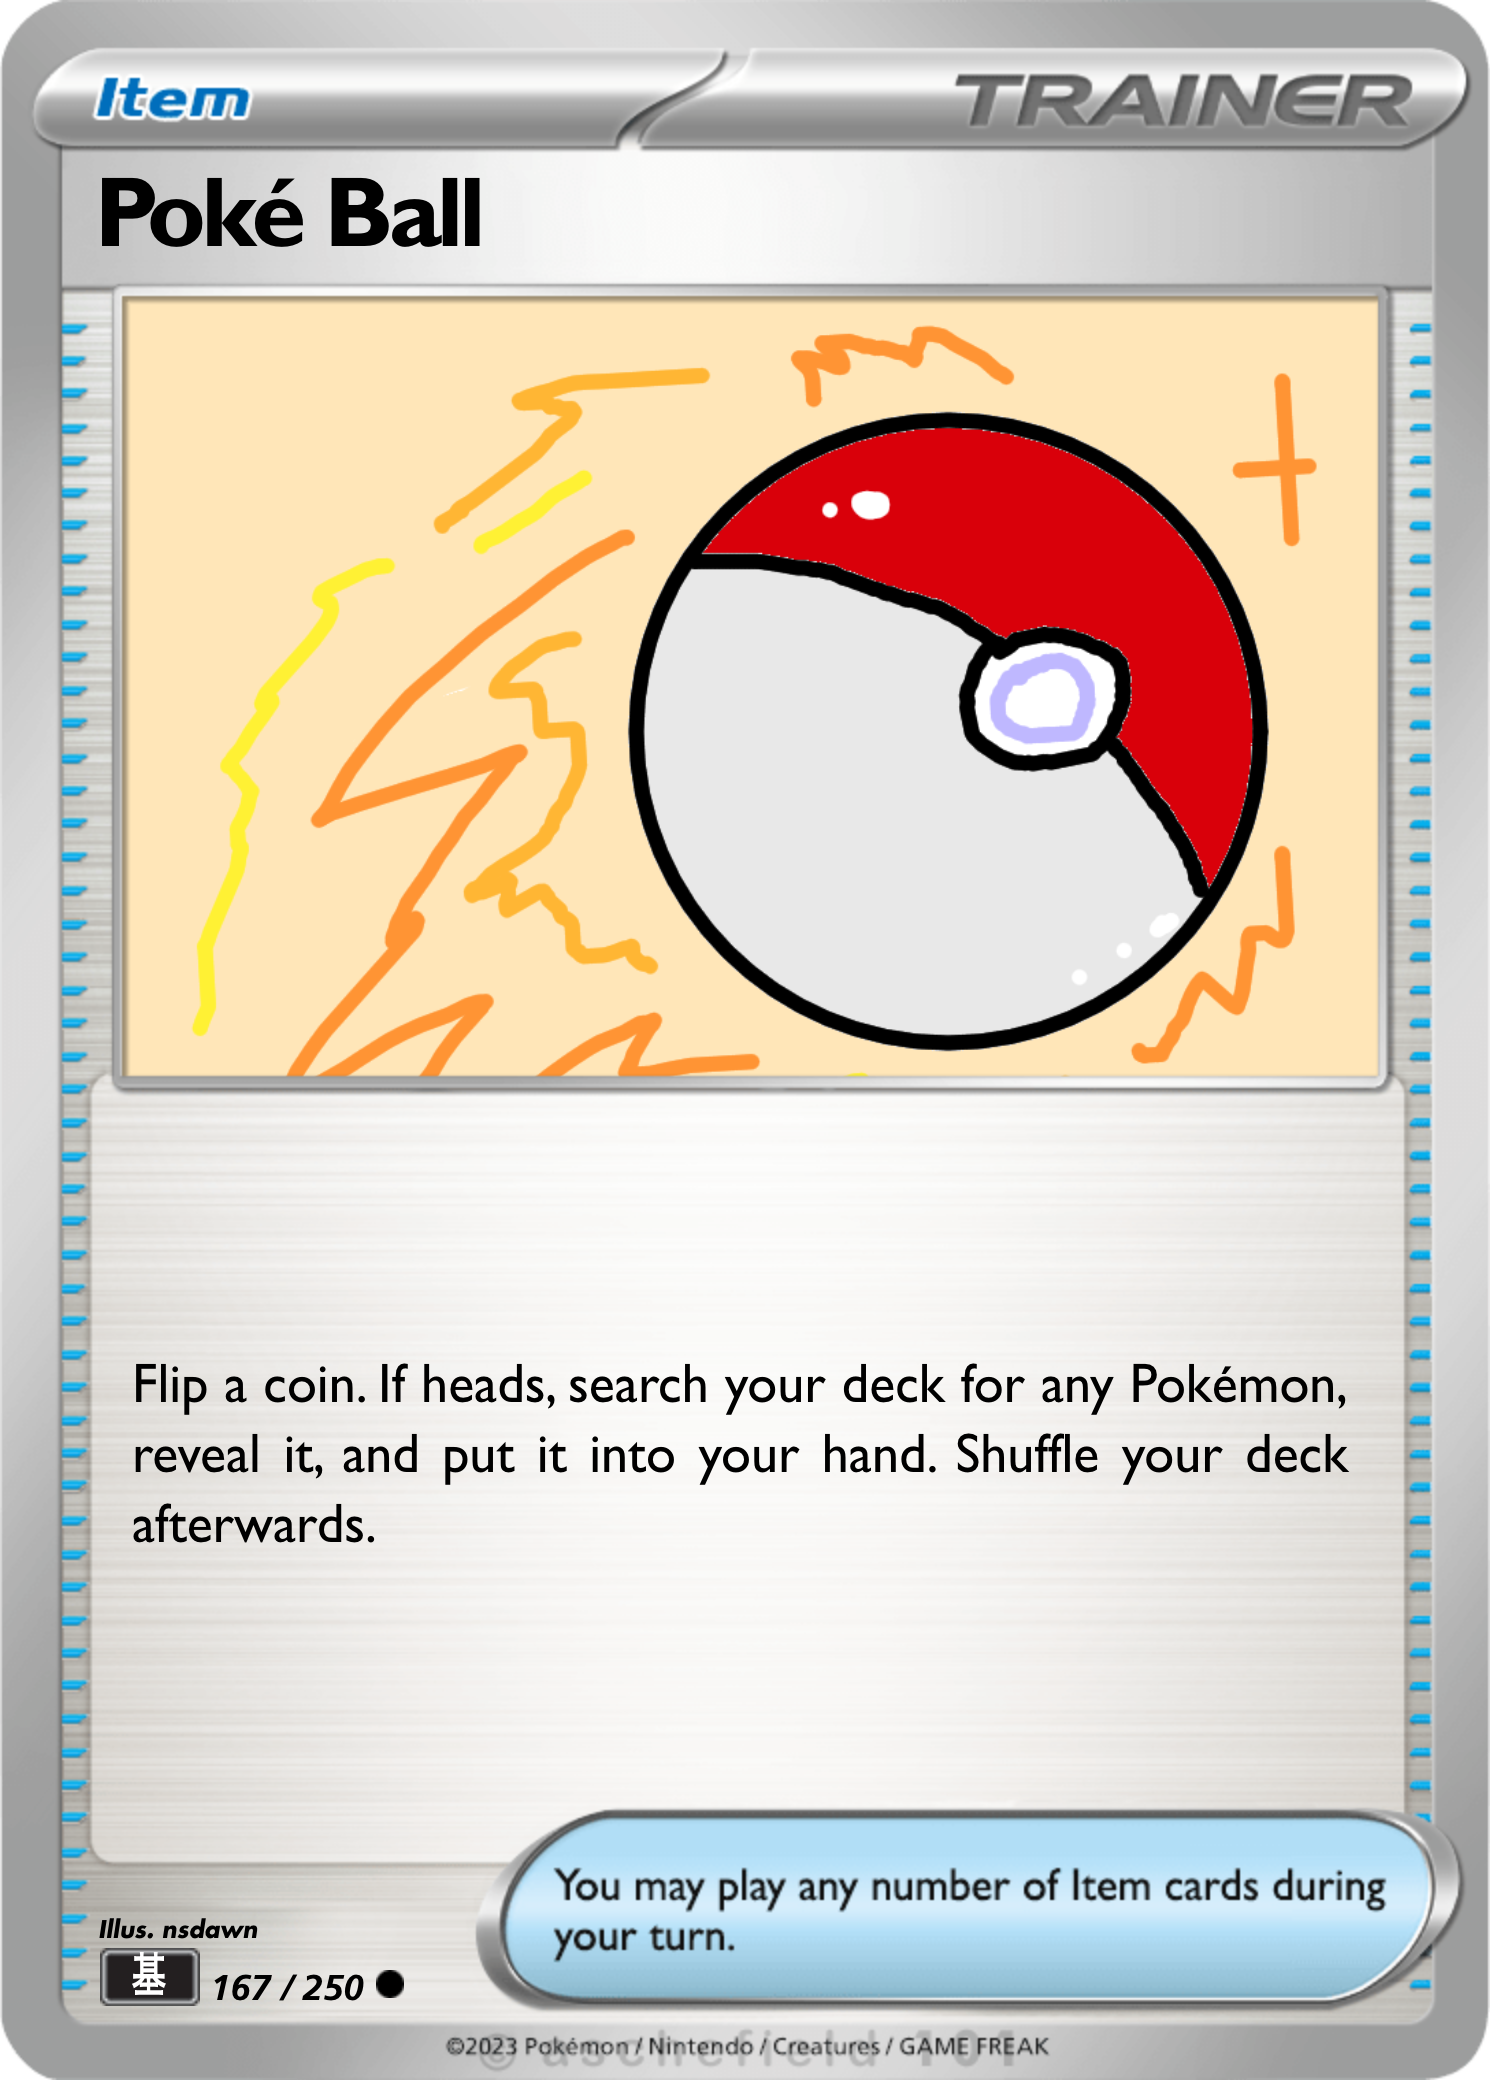 Item
TRAINER
Poké Ball
Flip a coin. If heads, search your deck for any Pokémon,
reveal it, and put it into your hand. Shuffle your deck
afterwards.
You may play any number of Item cards during
your turn.
Illus. nsdawn
基 167 / 250
©2023 Pokémon / Nintendo / Creatures / GAME FREAK
© aschefield 101